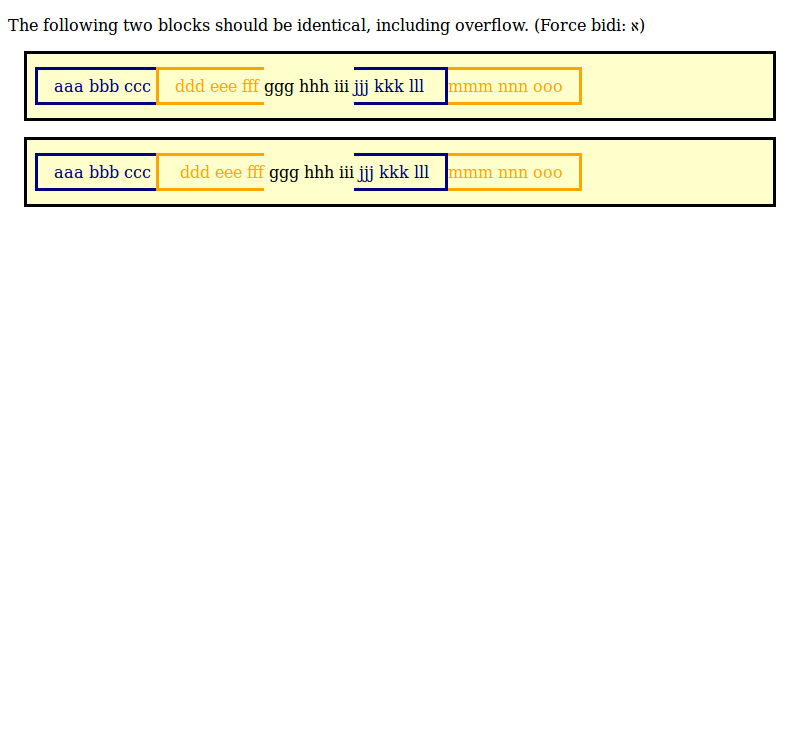 The following two blocks should be identical, including overflow. (Force bidi: א)
aaa bbb ccc ddd eee fff ggg hhh iii jjj kkk lll mmm nnn ooo
aaa bbb ccc ddd eee fff ggg hhh iii jjj kkk lll mmm nnn ooo